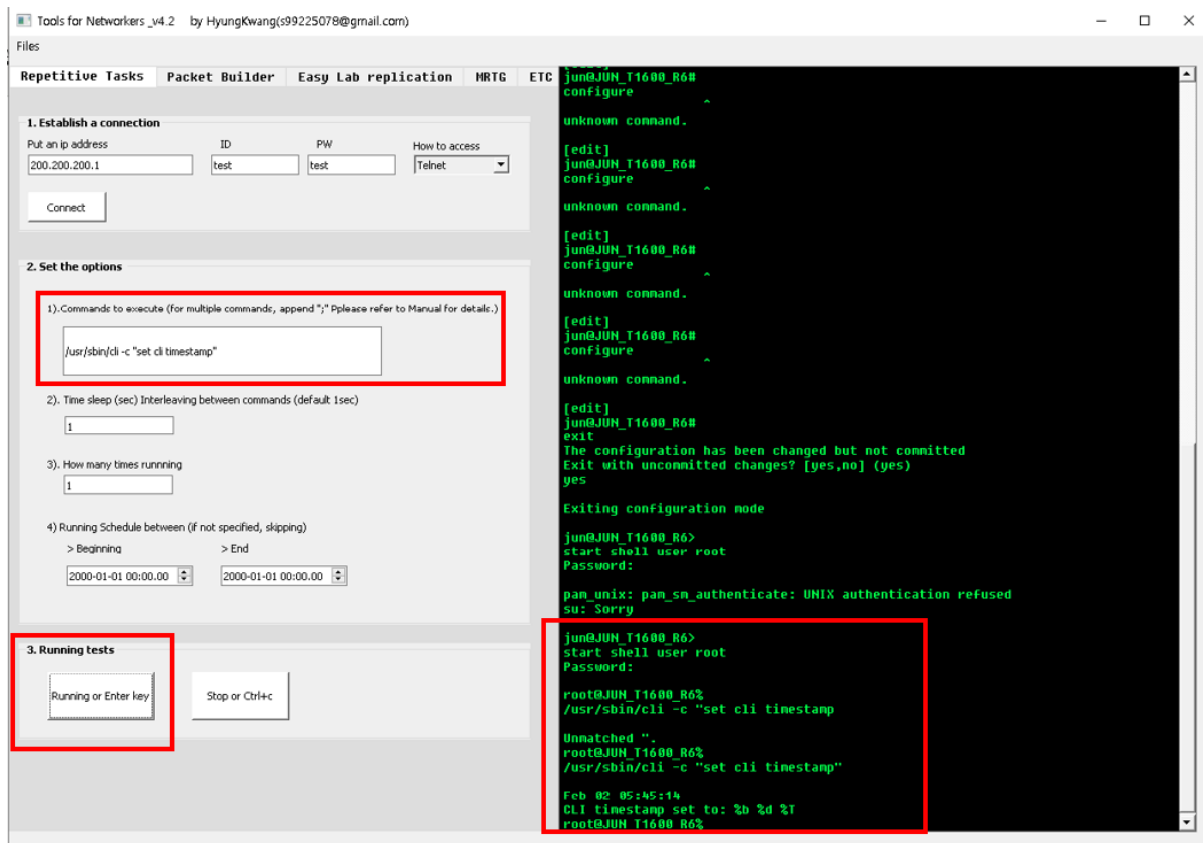 Tools for Networkers _v4.2 by HyungKwang(s99225078@gmail.com)
Files
Repetitive Tasks Packet Builder Easy Lab replication MRTG ETC
1. Establish a connection
Put an ip address ID PW How to access
200.200.200.1 test test Telnet
Connect
2. Set the options
1).Commands to execute (for multiple commands, append ";" Pplease refer to Manual for details.)
/usr/sbin/cli -c "set cli timestamp"
2). Time sleep (sec) Interleaving between commands (default 1sec)
1
3). How many times runnning
1
4) Running Schedule between (if not specified, skipping)
> Beginning > End
2000-01-01 00:00.00 2000-01-01 00:00.00
3. Running tests
Running or Enter key Stop or Ctrl+c
jun@JUN_T1600_R6#
configure
^
unknown command.
[edit]
jun@JUN_T1600_R6#
configure
^
unknown command.
[edit]
jun@JUN_T1600_R6#
configure
^
unknown command.
[edit]
jun@JUN_T1600_R6#
configure
^
unknown command.
[edit]
jun@JUN_T1600_R6#
exit
The configuration has been changed but not committed
Exit with uncommitted changes? [yes,no] (yes)
yes
Exiting configuration mode
jun@JUN_T1600_R6>
start shell user root
Password:
pam_unix: pam_sm_authenticate: UNIX authentication refused
su: Sorry
jun@JUN_T1600_R6>
start shell user root
Password:
root@JUN_T1600_R6%
/usr/sbin/cli -c "set cli timestamp
Unmatched ".
root@JUN_T1600_R6%
/usr/sbin/cli -c "set cli timestamp"
Feb 02 05:45:14
CLI timestamp set to: %b %d %T
root@JUN_T1600_R6%